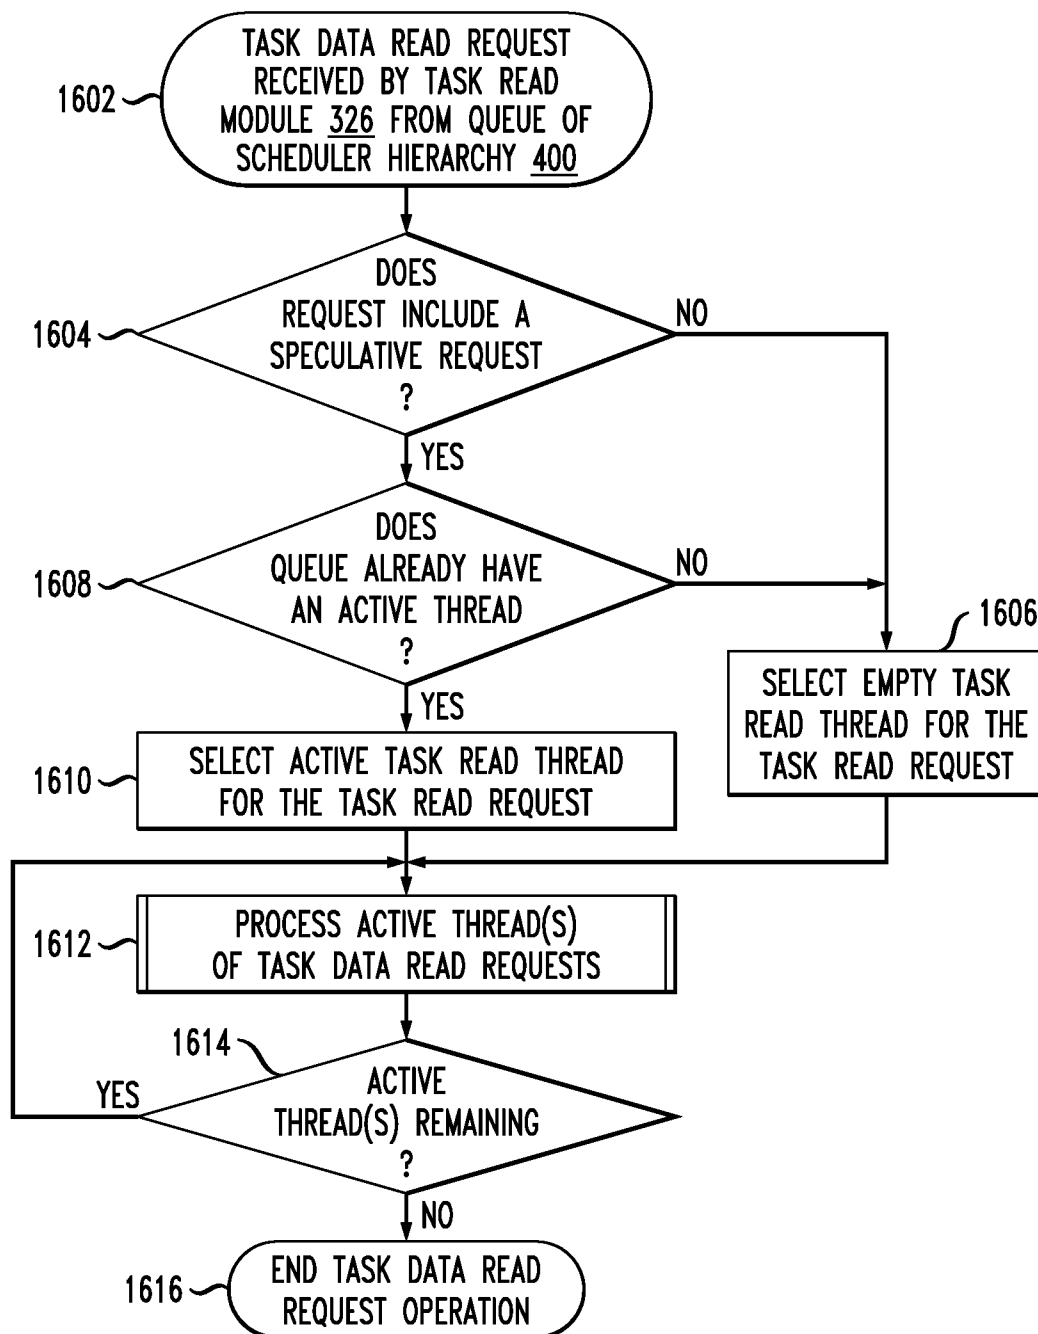 TASK DATA READ REQUEST
RECEIVED BY TASK READ
MODULE 326 FROM QUEUE OF
SCHEDULER HIERARCHY 400
1602
DOES
REQUEST INCLUDE A
SPECULATIVE REQUEST
?
1604
NO
YES
DOES
QUEUE ALREADY HAVE
AN ACTIVE THREAD
?
1608
NO
YES
1606
SELECT EMPTY TASK
READ THREAD FOR THE
TASK READ REQUEST
SELECT ACTIVE TASK READ THREAD
FOR THE TASK READ REQUEST
1610
PROCESS ACTIVE THREAD(S)
OF TASK DATA READ REQUESTS
1612
1614
YES
ACTIVE
THREAD(S) REMAINING
?
NO
END TASK DATA READ
REQUEST OPERATION
1616